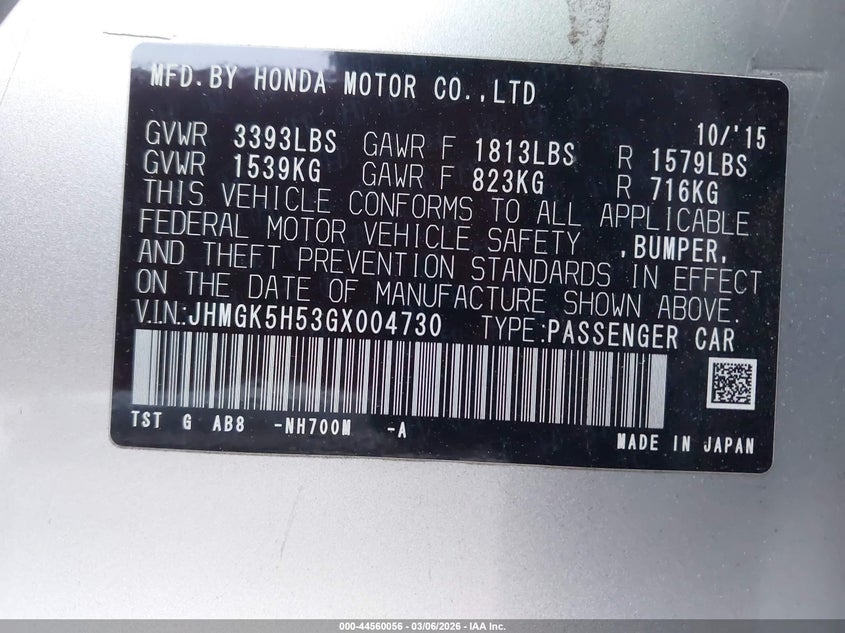 MFD.BY HONDA MOTOR CO.,LTD
10/'15
GVWR 3393LBS GAWR F 1813LBS R 1579LBS
GVWR 1539KG GAWR F 823KG R 716KG
THIS VEHICLE CONFORMS TO ALL APPLICABLE
FEDERAL MOTOR VEHICLE SAFETY ,BUMPER,
AND THEFT PREVENTION STANDARDS IN EFFECT
ON THE DATE OF MANUFACTURE SHOWN ABOVE.
V.IN.:JHMGK5H53GX004730 TYPE:PASSENGER CAR
TST G AB8 -NH700M -A
MADE IN JAPAN
000-44560056 - 03/06/2026 - IAA Inc.